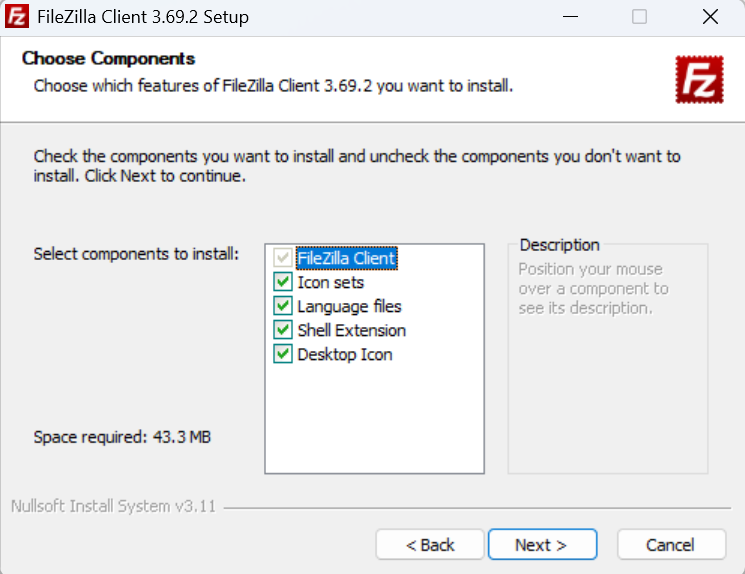 FileZilla Client 3.69.2 Setup
Choose Components
Choose which features of FileZilla Client 3.69.2 you want to install.
Check the components you want to install and uncheck the components you don't want to
install. Click Next to continue.
Select components to install:
FileZilla Client
Icon sets
Language files
Shell Extension
Desktop Icon
Description
Position your mouse
over a component to
see its description.
Space required: 43.3 MB
Nullsoft Install System v3.11
< Back
Next >
Cancel